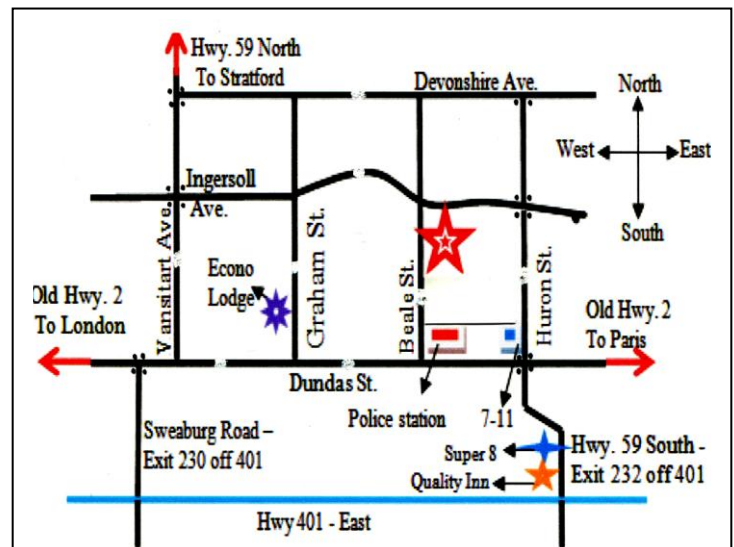 Hwy. 59 North
To Stratford
Devonshire Ave.
North
West
East
South
Ingersoll
Ave.
Vansitart Ave.
Graham St.
Beale St.
Huron St.
Econo
Lodge
Old Hwy. 2
To London
Old Hwy. 2
To Paris
Dundas St.
Police station
7-11
Sweaburg Road –
Exit 230 off 401
Super 8
Quality Inn
Hwy. 59 South -
Exit 232 off 401
Hwy 401 - East